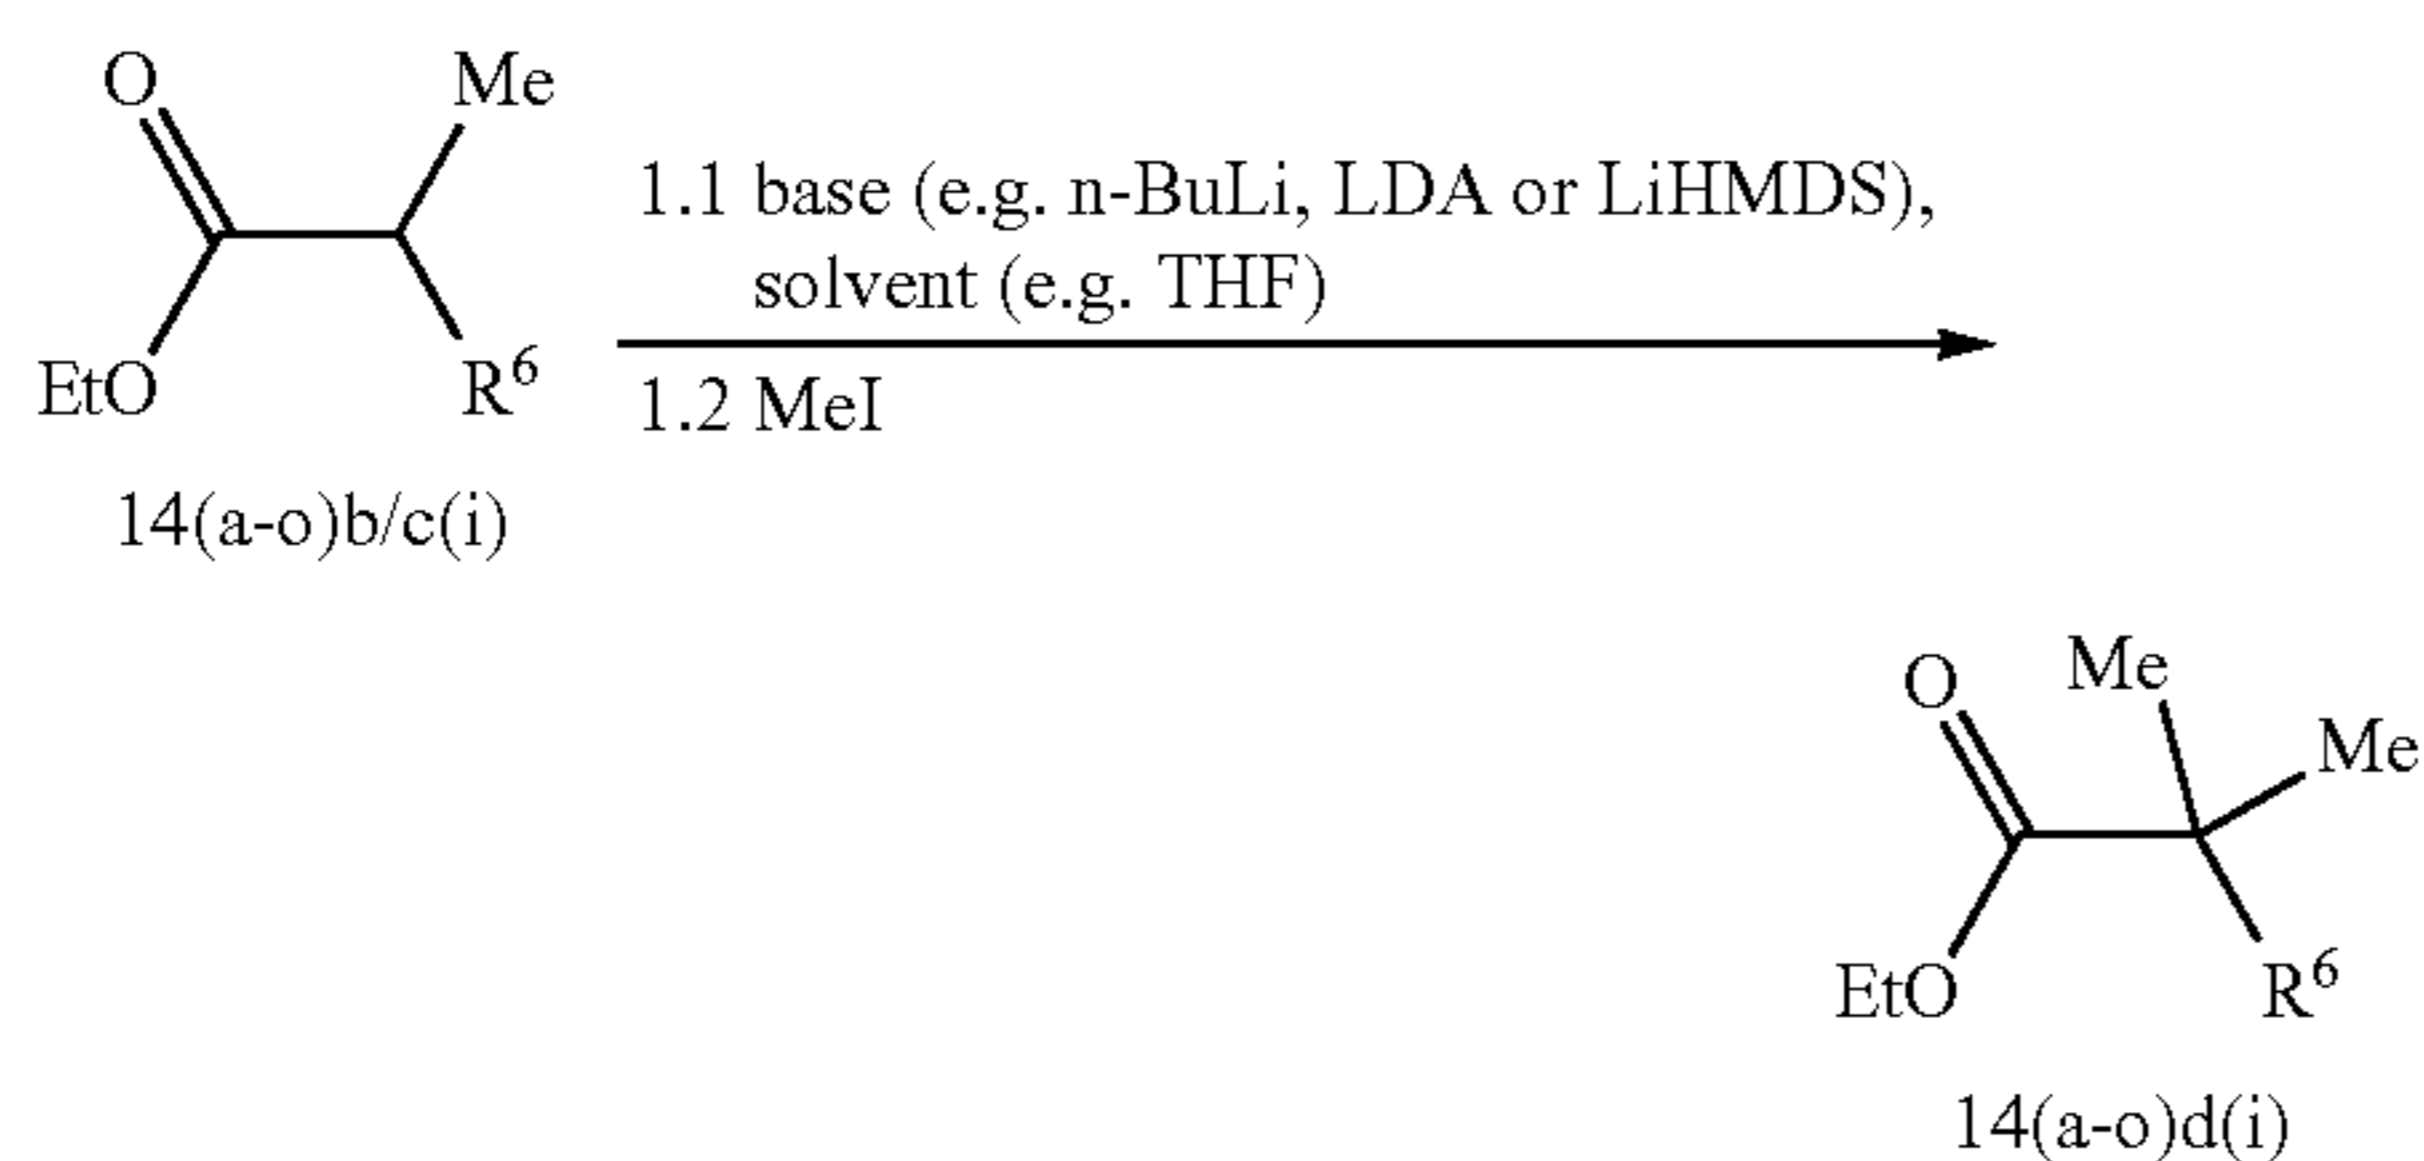 O
Me
1.1 base (e.g. n-BuLi, LDA or LiHMDS),
solvent (e.g. THF)
EtO
R⁶
1.2 MeI
14(a-o)b/c(i)
O
Me
Me
EtO
R⁶
14(a-o)d(i)